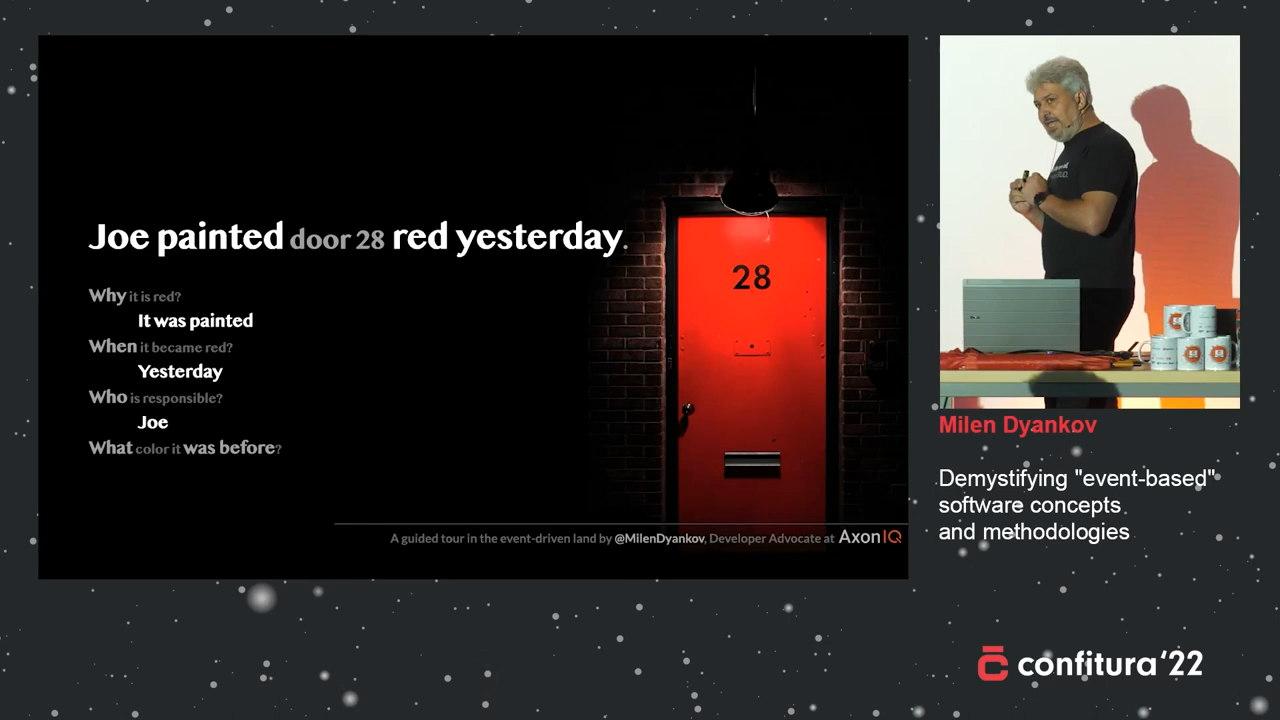 Joe painted door 28 red yesterday.
Why it is red?
It was painted
When it became red?
Yesterday
Who is responsible?
Joe
What color it was before?
28
A guided tour in the event-driven land by @MilenDyankov, Developer Advocate at AxonIQ
Milen Dyankov
Demystifying "event-based"
software concepts
and methodologies
confitura‘22